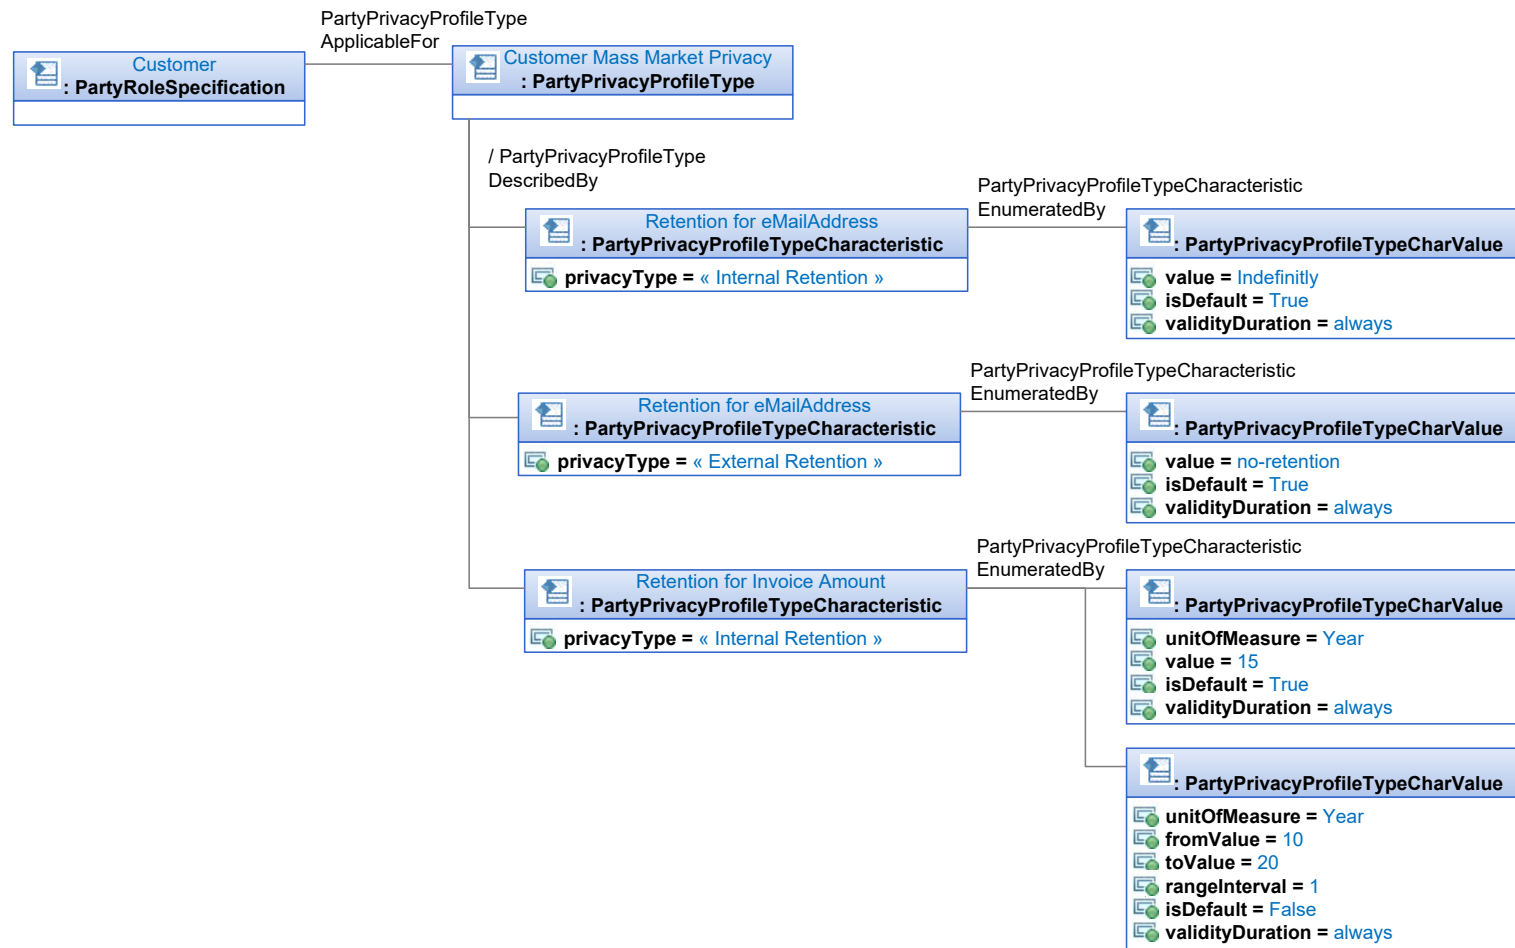 PartyPrivacyProfileType
ApplicableFor
Customer
: PartyRoleSpecification
Customer Mass Market Privacy
: PartyPrivacyProfileType
/ PartyPrivacyProfileType
DescribedBy
Retention for eMailAddress
: PartyPrivacyProfileTypeCharacteristic
privacyType = « Internal Retention »
PartyPrivacyProfileTypeCharacteristic
EnumeratedBy
: PartyPrivacyProfileTypeCharValue
value = Indefinitly
isDefault = True
validityDuration = always
Retention for eMailAddress
: PartyPrivacyProfileTypeCharacteristic
privacyType = « External Retention »
PartyPrivacyProfileTypeCharacteristic
EnumeratedBy
: PartyPrivacyProfileTypeCharValue
value = no-retention
isDefault = True
validityDuration = always
Retention for Invoice Amount
: PartyPrivacyProfileTypeCharacteristic
privacyType = « Internal Retention »
PartyPrivacyProfileTypeCharacteristic
EnumeratedBy
: PartyPrivacyProfileTypeCharValue
unitOfMeasure = Year
value = 15
isDefault = True
validityDuration = always
: PartyPrivacyProfileTypeCharValue
unitOfMeasure = Year
fromValue = 10
toValue = 20
rangeInterval = 1
isDefault = False
validityDuration = always